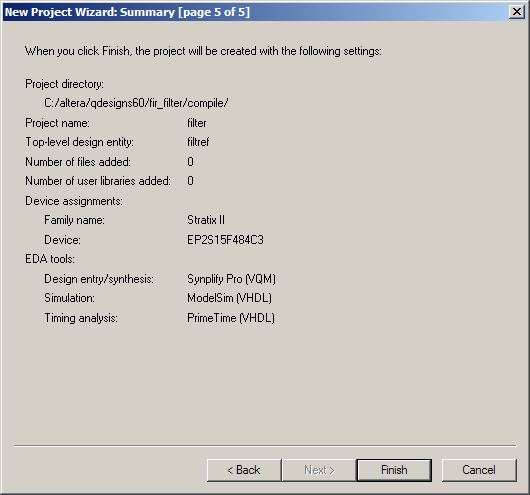 New Project Wizard: Summary [page 5 of 5]
When you click Finish, the project will be created with the following settings:
Project directory:
C:/altera/qdesigns60/fir_filter/compile/
Project name: filter
Top-level design entity: filtref
Number of files added: 0
Number of user libraries added: 0
Device assignments:
Family name: Stratix II
Device: EP2S15F484C3
EDA tools:
Design entry/synthesis: Synplify Pro (VQM)
Simulation: ModelSim (VHDL)
Timing analysis: PrimeTime (VHDL)
< Back Next > Finish Cancel